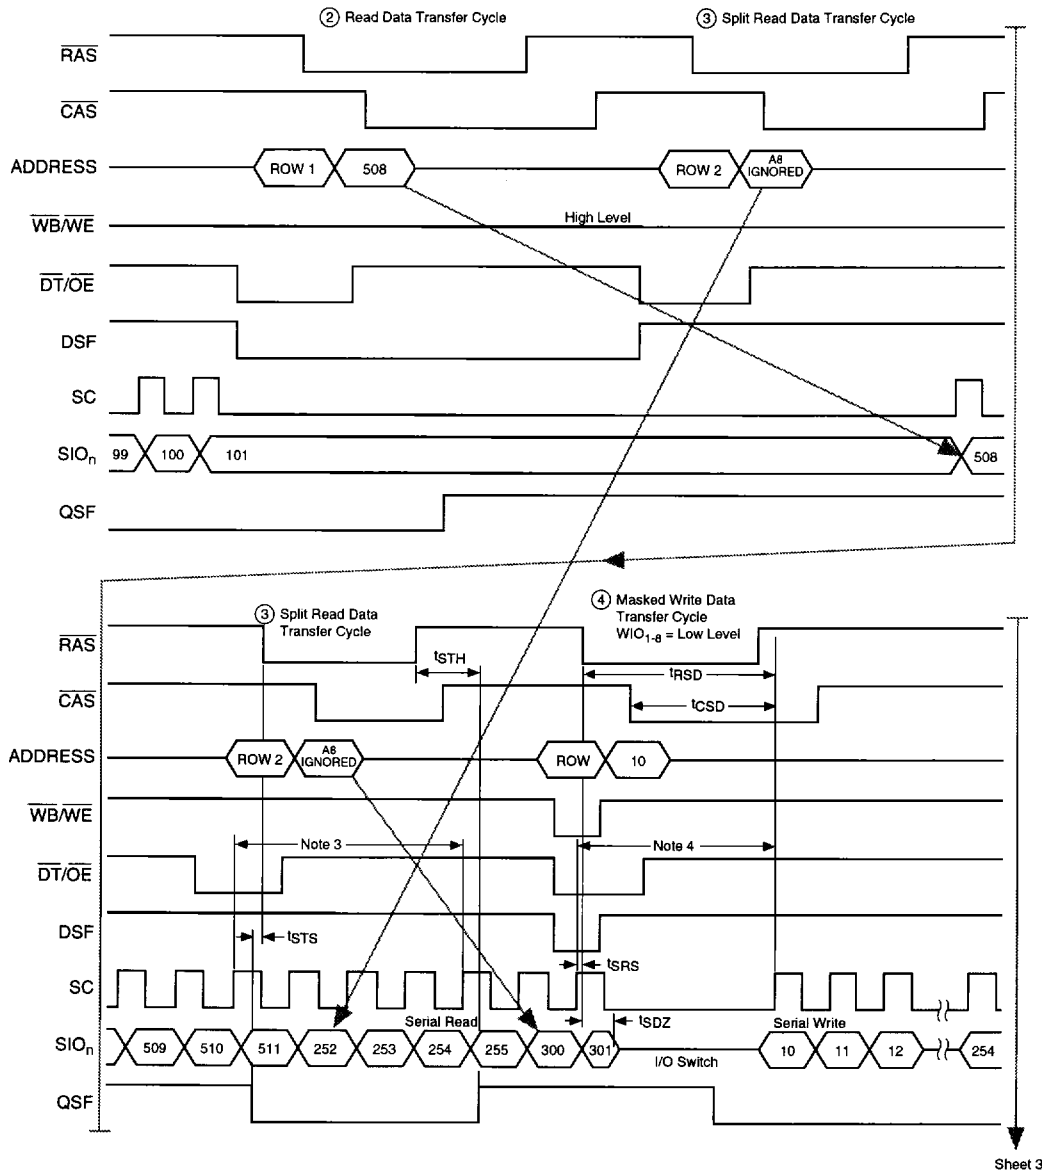 ② Read Data Transfer Cycle
③ Split Read Data Transfer Cycle
RAS
CAS
ADDRESS
ROW 1
508
ROW 2
A8
IGNORED
WB/WE
High Level
DT/OE
DSF
SC
SIOn
99
100
101
508
QSF
③ Split Read Data
Transfer Cycle
④ Masked Write Data
Transfer Cycle
WIO1-8 = Low Level
RAS
tSTH
tRSD
CAS
tCSD
ADDRESS
ROW 2
A8
IGNORED
ROW
10
WB/WE
Note 3
Note 4
DT/OE
DSF
tSTS
tSRS
SC
tSDZ
Serial Read
Serial Write
SIOn
509
510
511
252
253
254
255
300
301
I/O Switch
10
11
12
254
QSF
Sheet 3